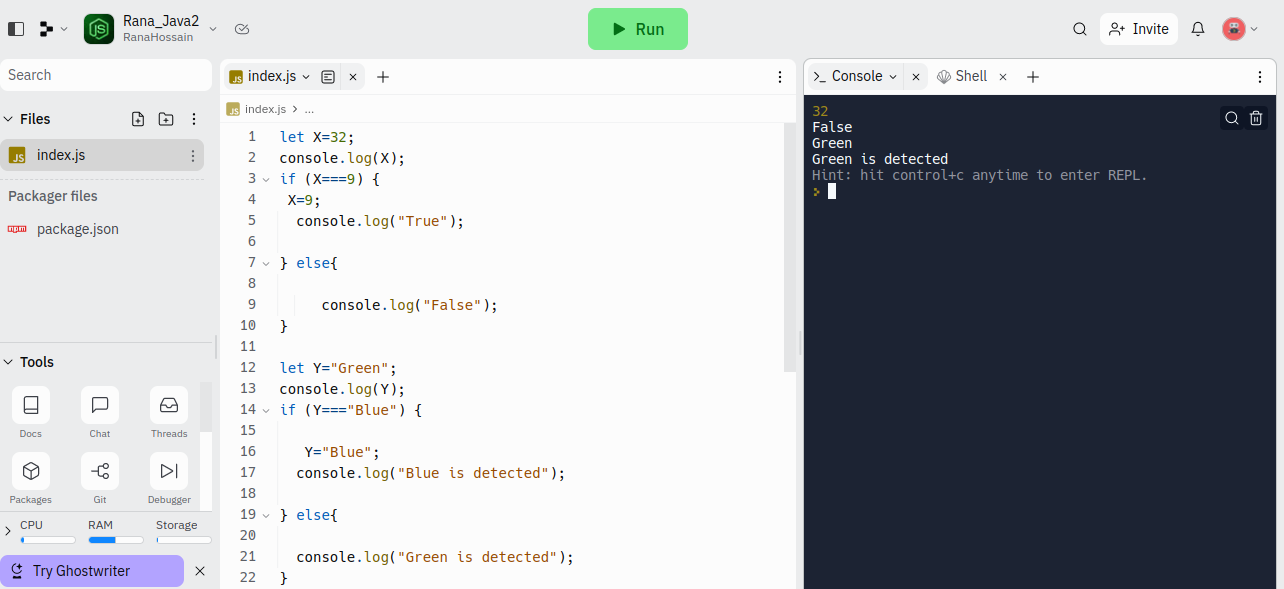 Rana_Java2
RanaHossain
Run
Invite
Search
Files
JS index.js
Packager files
npm package.json
Tools
Docs Chat Threads
Packages Git Debugger
CPU RAM Storage
Try Ghostwriter
JS index.js
JS index.js > ...
1 let X=32;
2 console.log(X);
3 if (X===9) {
4 X=9;
5 console.log("True");
6
7 } else{
8
9 console.log("False");
10 }
11
12 let Y="Green";
13 console.log(Y);
14 if (Y==="Blue") {
15
16 Y="Blue";
17 console.log("Blue is detected");
18
19 } else{
20
21 console.log("Green is detected");
22 }
Console Shell
32
False
Green
Green is detected
Hint: hit control+c anytime to enter REPL.
>